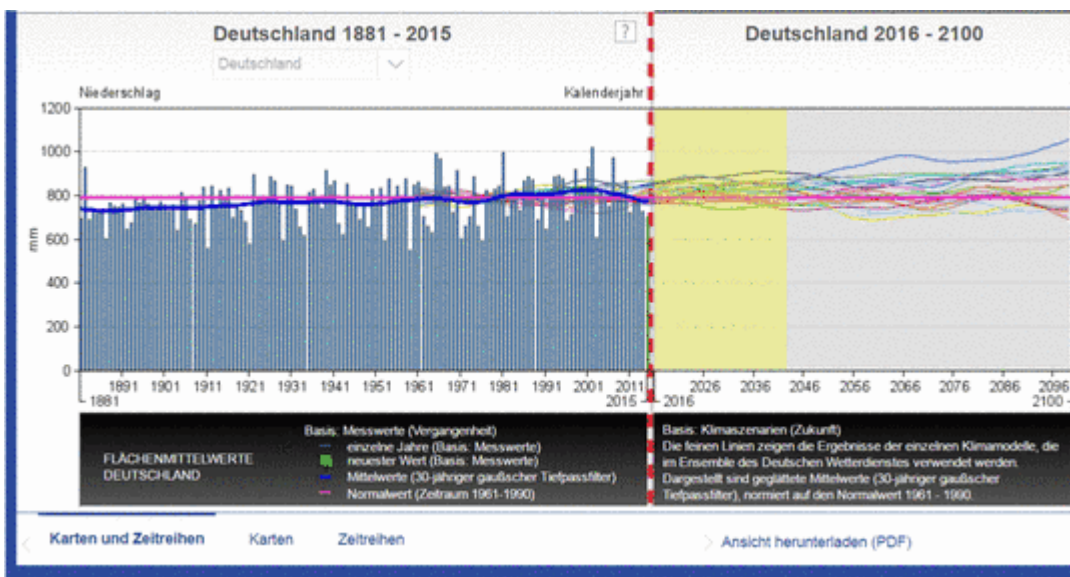 Deutschland 1881 - 2015
?
Deutschland 2016 - 2100
Deutschland
Niederschlag
Kalenderjahr
1200
1000
800
600
400
200
0
mm
1891 1901 1911 1921 1931 1941 1951 1961 1971 1981 1991 2001 2011
2026 2036 2046 2056 2066 2076 2086 2096
1881
2015
2016
2100
FLÄCHENMITTELWERTE
DEUTSCHLAND
Basis: Messwerte (Vergangenheit)
einzelne Jahre (Basis: Messwerte)
neuester Wert (Basis: Messwerte)
Mittelwerte (30-jähriger gaußscher Tiefpassfilter)
Normalwert (Zeitraum 1961-1990)
Basis: Klimaszenarien (Zukunft)
Die feinen Linien zeigen die Ergebnisse der einzelnen Klimamodelle, die
im Ensemble des Deutschen Wetterdienstes verwendet werden.
Dargestellt sind geglättete Mittelwerte (30-jähriger gaußscher
Tiefpassfilter), normiert auf den Normalwert 1961 - 1990.
Karten und Zeitreihen
Karten
Zeitreihen
Ansicht herunterladen (PDF)